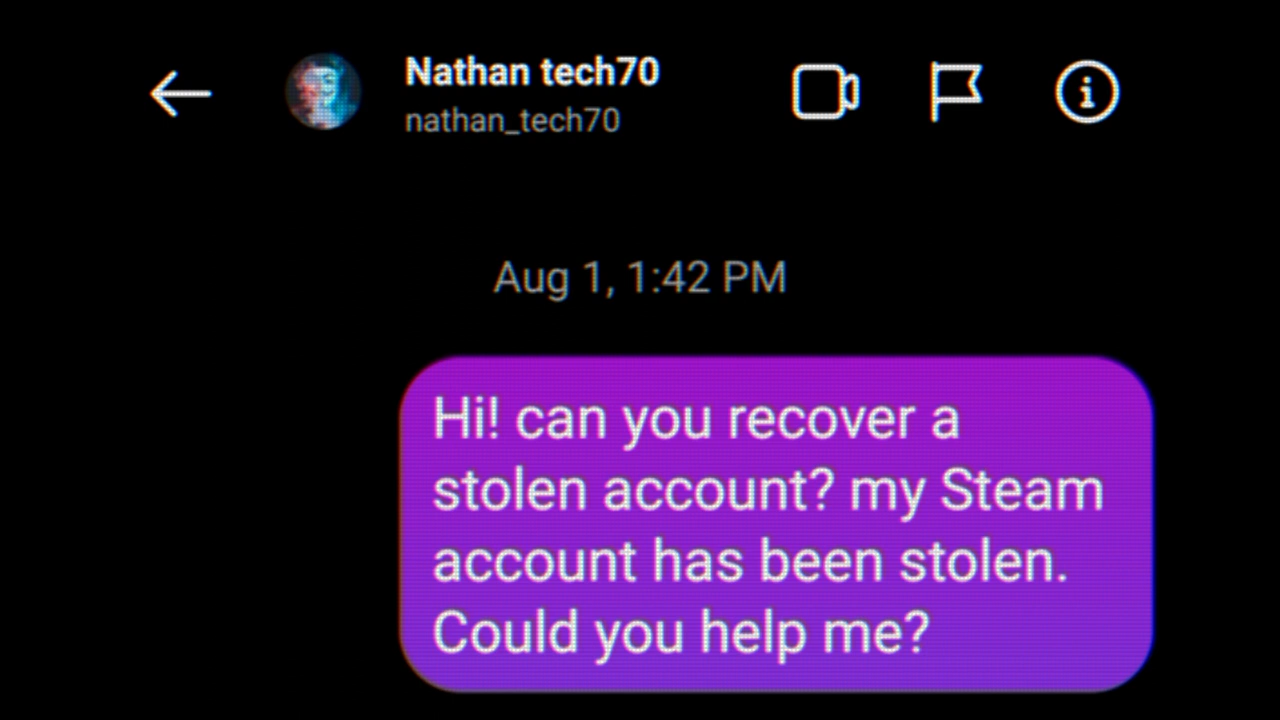 Nathan tech70
nathan_tech70
Aug 1, 1:42 PM
Hi! can you recover a
stolen account? my Steam
account has been stolen.
Could you help me?